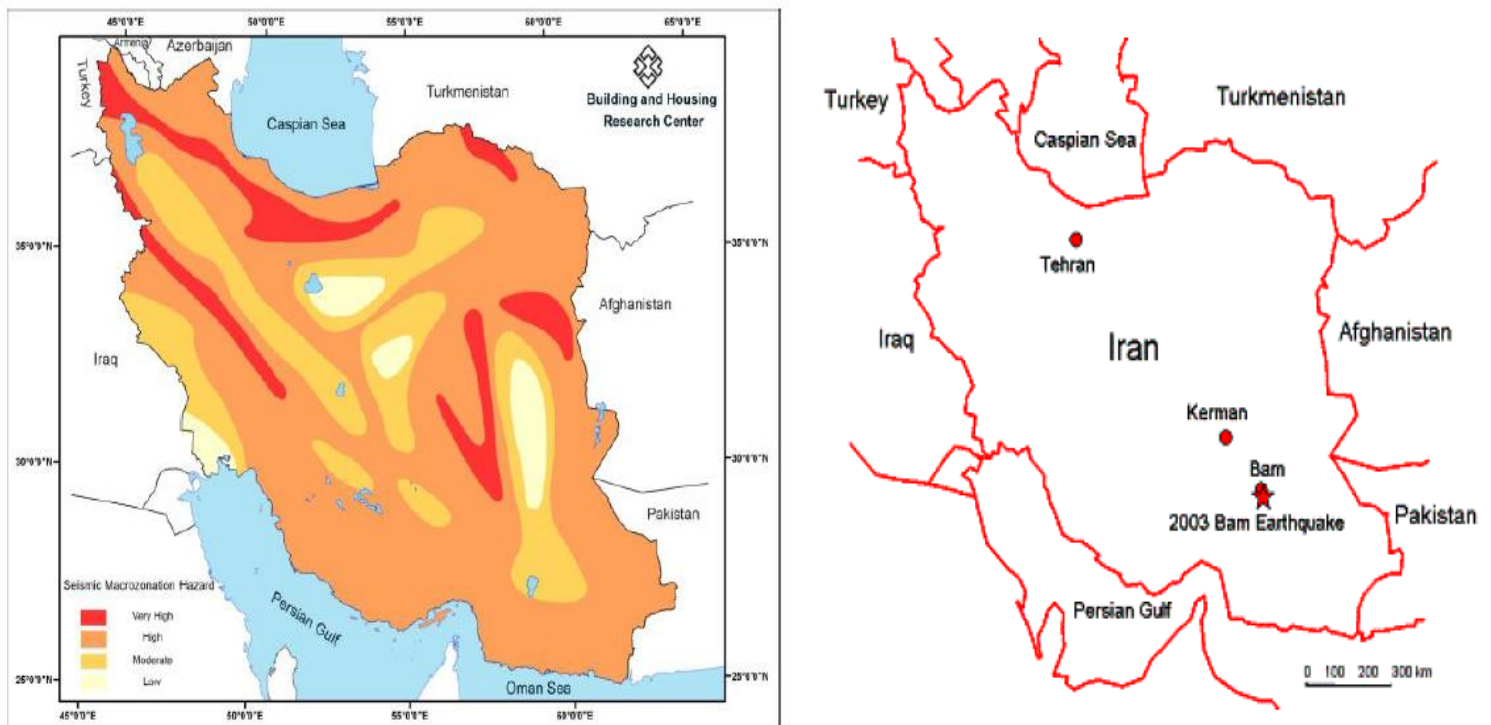 45°0'0"E
50°0'0"E
55°0'0"E
60°0'0"E
65°0'0"E
Armenia
Azerbaijan
Turkey
Turkmenistan
Caspian Sea
Building and Housing
Research Center
35°0'0"N
35°0'0"N
Afghanistan
Iraq
30°0'0"N
30°0'0"N
Pakistan
Persian Gulf
Oman Sea
Seismic Macrozonation Hazard
Very High
High
Moderate
Low
25°0'0"N
25°0'0"N
45°0'0"E
50°0'0"E
55°0'0"E
60°0'0"E
Turkey
Turkmenistan
Caspian Sea
Tehran
Iraq
Iran
Afghanistan
Kerman
Bam
2003 Bam Earthquake
Pakistan
Persian Gulf
0 100 200 300 km